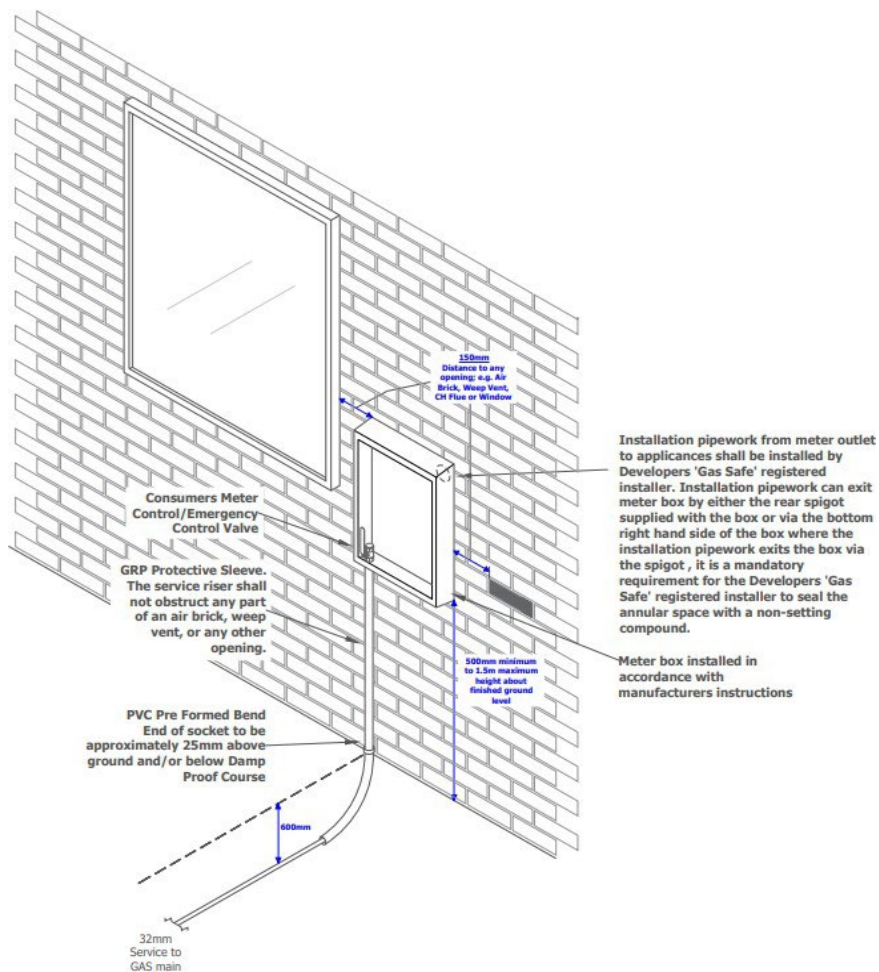 150mm
Distance to any
opening; e.g. Air
Brick, Weep Vent,
CH Flue or Window
Installation pipework from meter outlet
to applicances shall be installed by
Developers 'Gas Safe' registered
installer. Installation pipework can exit
meter box by either the rear spigot
supplied with the box or via the bottom
right hand side of the box where the
installation pipework exits the box via
the spigot , it is a mandatory
requirement for the Developers 'Gas
Safe' registered installer to seal the
annular space with a non-setting
compound.
Consumers Meter
Control/Emergency
Control Valve
GRP Protective Sleeve.
The service riser shall
not obstruct any part
of an air brick, weep
vent, or any other
opening.
500mm minimum
to 1.5m maximum
height about
finished ground
level
Meter box installed in
accordance with
manufacturers instructions
PVC Pre Formed Bend
End of socket to be
approximately 25mm above
ground and/or below Damp
Proof Course
600mm
32mm
Service to
GAS main